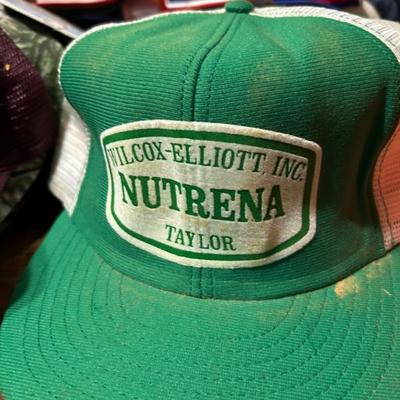 WILCOX-ELLIOTT, INC.
NUTRENA
TAYLOR